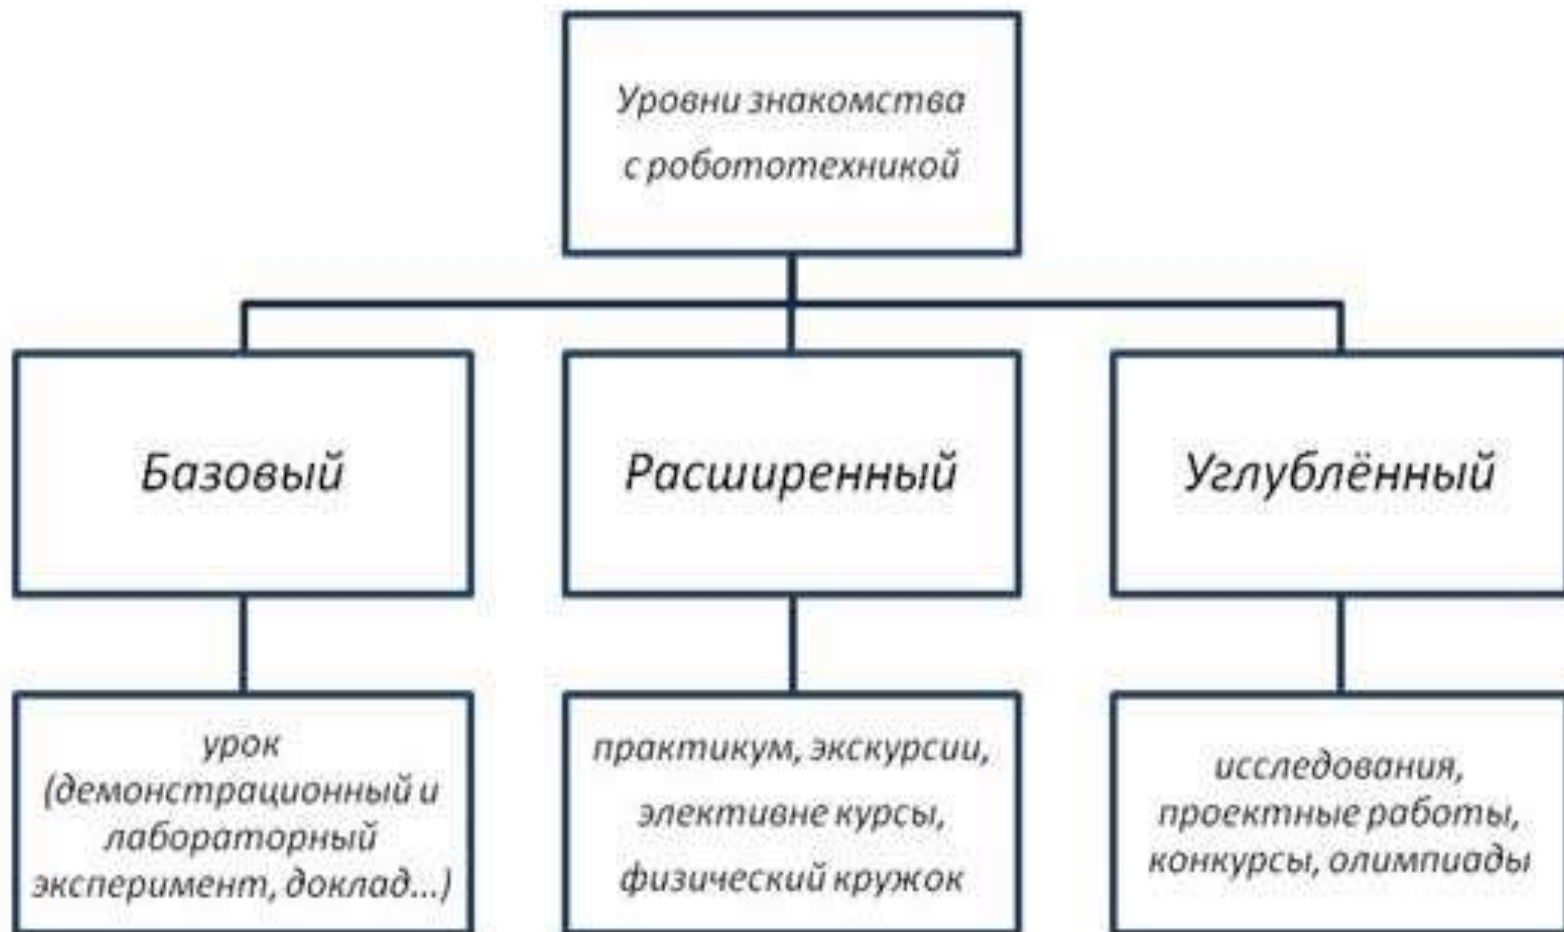 Уровни знакомства
с робототехникой
Базовый
Расширенный
Углублённый
урок
(демонстрационный и
лабораторный
эксперимент, доклад...)
практикум, экскурсии,
элективне курсы,
физический кружок
исследования,
проектные работы,
конкурсы, олимпиады